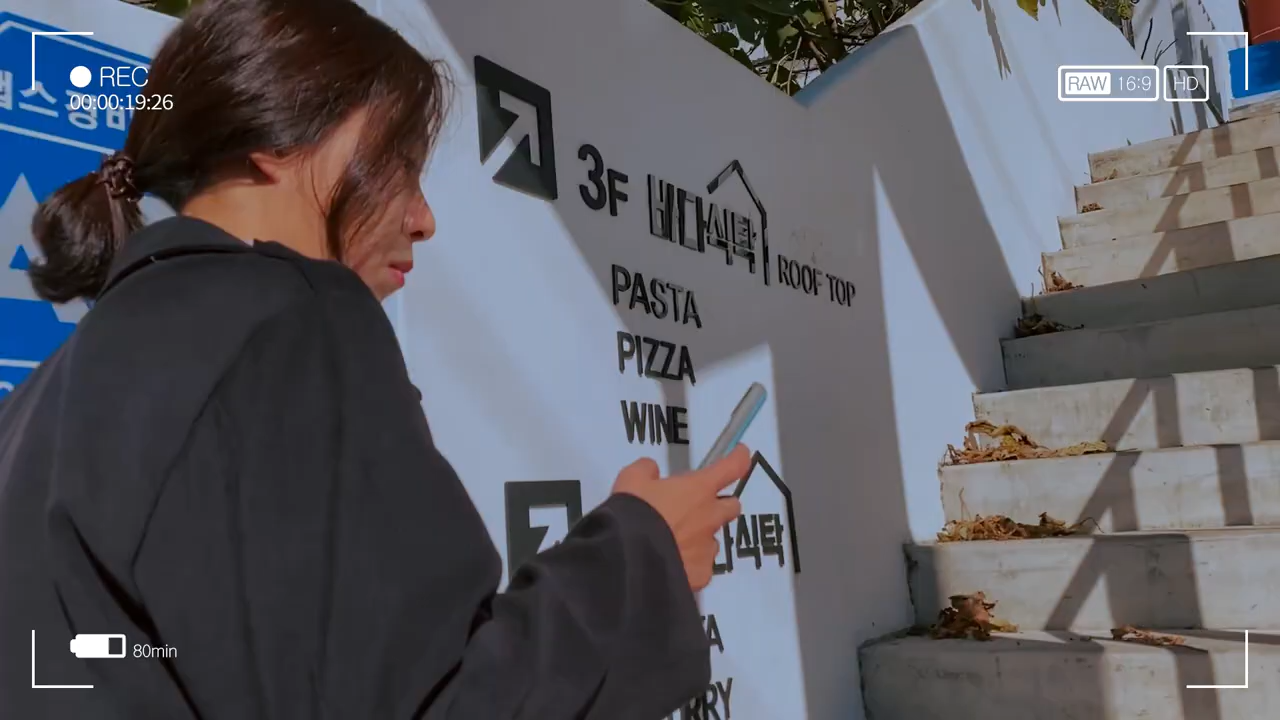 REC
00:00:19:26
RAW 16:9 HD
3F 바다식탁 ROOF TOP
PASTA
PIZZA
WINE
다식탁
80min